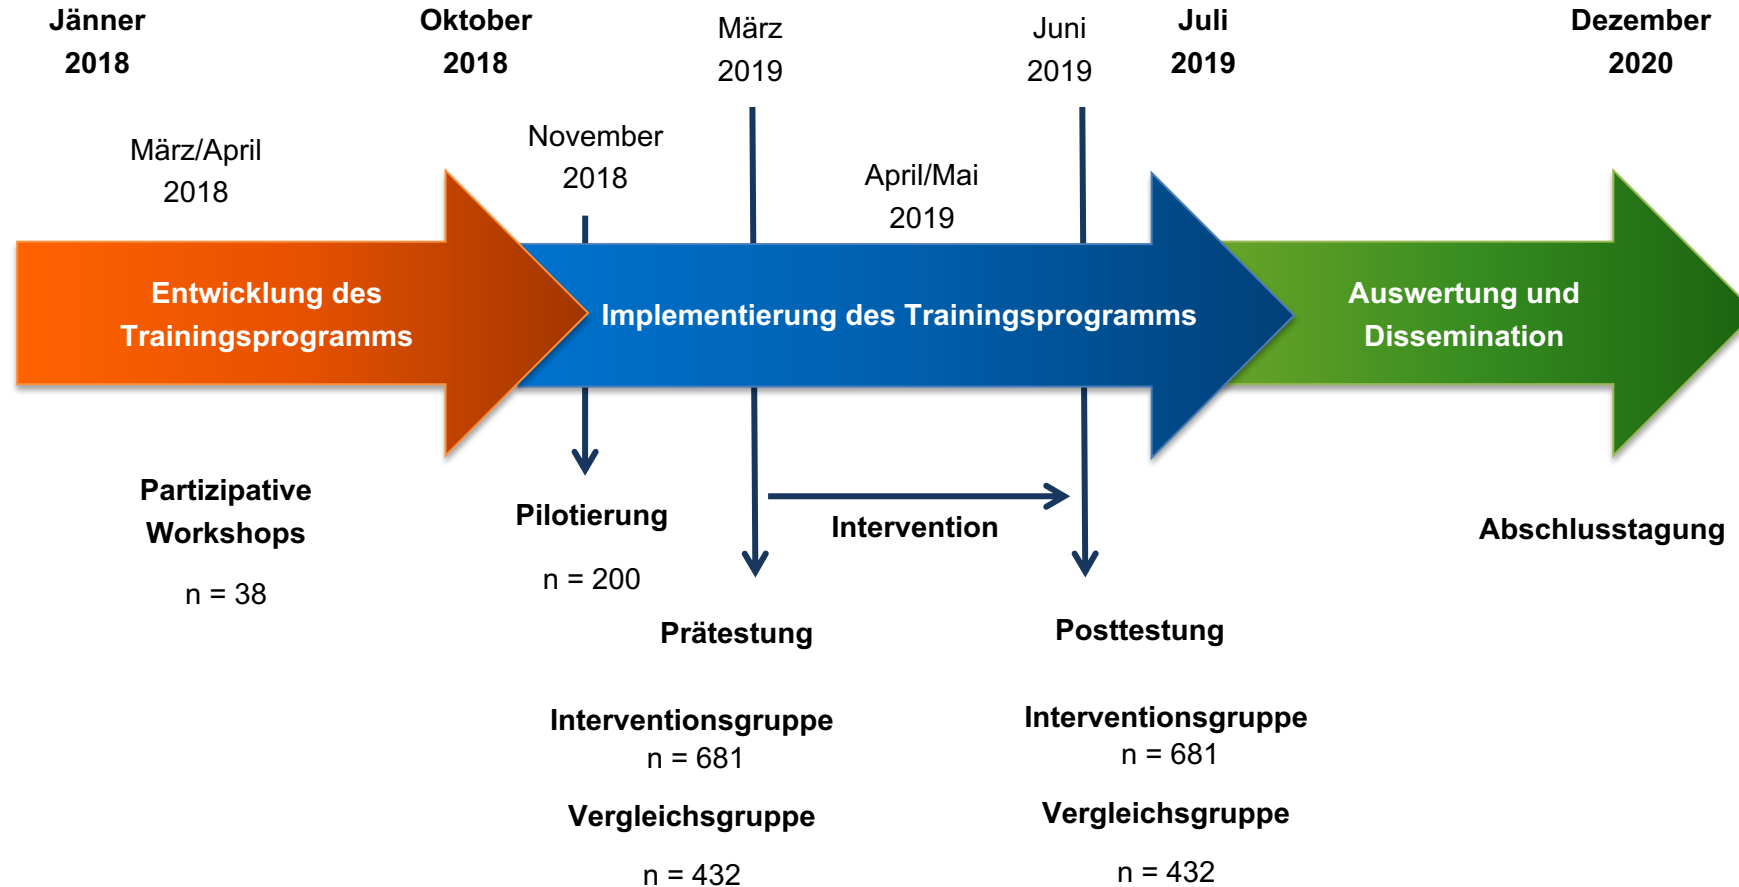 Jänner
2018
Oktober
2018
März
2019
Juni
2019
Juli
2019
Dezember
2020
März/April
2018
November
2018
April/Mai
2019
Entwicklung des
Trainingsprogramms
Implementierung des Trainingsprogramms
Auswertung und
Dissemination
Partizipative
Workshops
n = 38
Pilotierung
n = 200
Intervention
Abschlusstagung
Prätestung
Interventionsgruppe
n = 681
Vergleichsgruppe
n = 432
Posttestung
Interventionsgruppe
n = 681
Vergleichsgruppe
n = 432